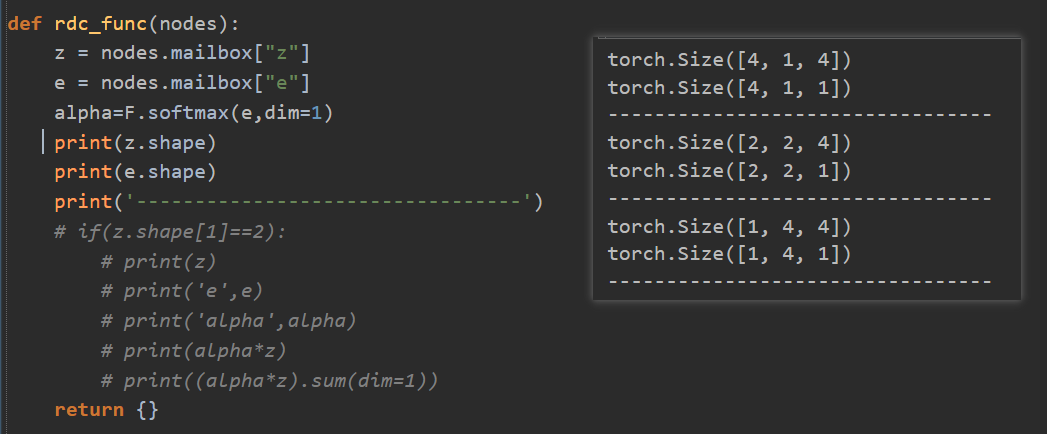 def rdc_func(nodes):
    z = nodes.mailbox["z"]
    e = nodes.mailbox["e"]
    alpha=F.softmax(e,dim=1)
    print(z.shape)
    print(e.shape)
    print('---------------------------------')
    # if(z.shape[1]==2):
        # print(z)
        # print('e',e)
        # print('alpha',alpha)
        # print(alpha*z)
        # print((alpha*z).sum(dim=1))
    return {}
torch.Size([4, 1, 4])
torch.Size([4, 1, 1])
---------------------------------
torch.Size([2, 2, 4])
torch.Size([2, 2, 1])
---------------------------------
torch.Size([1, 4, 4])
torch.Size([1, 4, 1])
---------------------------------